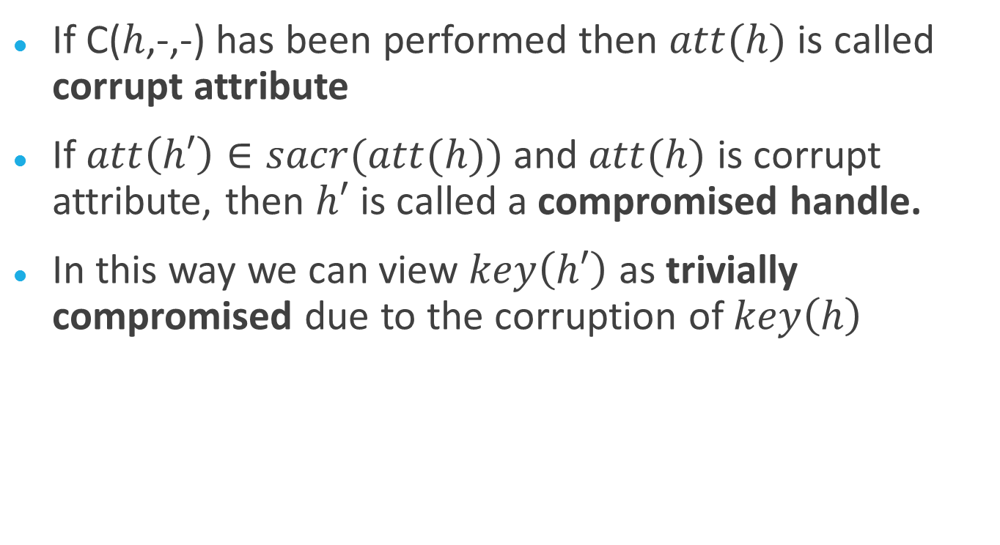 • If C(h,-,-) has been performed then att(h) is called
corrupt attribute
• If att(h′) ∈ sacr(att(h)) and att(h) is corrupt
attribute, then h′ is called a compromised handle.
• In this way we can view key(h′) as trivially
compromised due to the corruption of key(h)